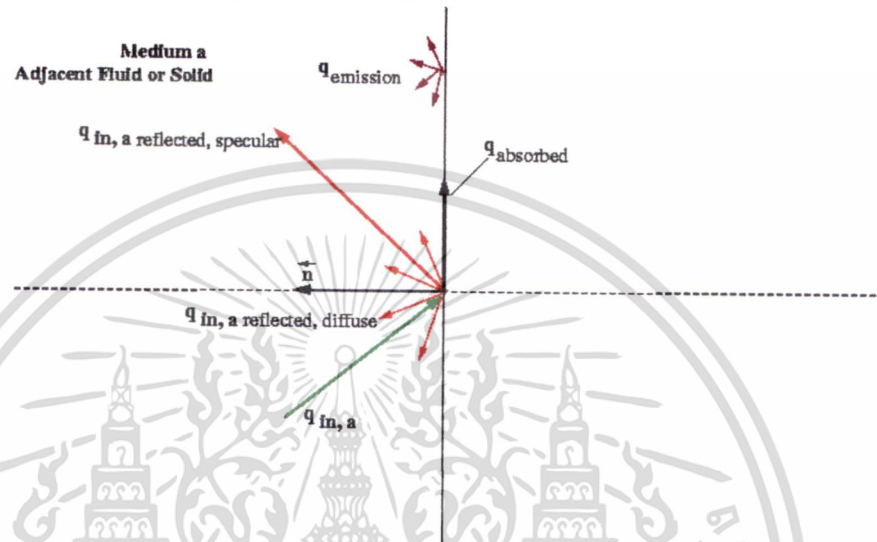 Medium a
Adjacent Fluid or Solid
q emission
q in, a reflected, specular
q absorbed
n
q in, a reflected, diffuse
q in, a